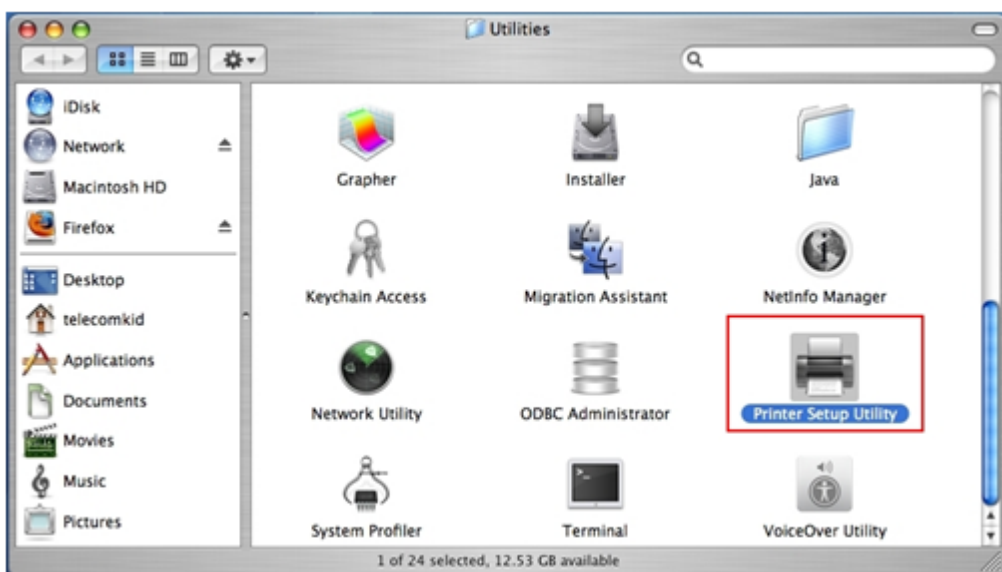 Utilities
iDisk
Network
Macintosh HD
Firefox
Desktop
telecomkid
Applications
Documents
Movies
Music
Pictures
Grapher
Installer
Java
Keychain Access
Migration Assistant
NetInfo Manager
Network Utility
ODBC Administrator
Printer Setup Utility
System Profiler
Terminal
VoiceOver Utility
1 of 24 selected, 12.53 GB available